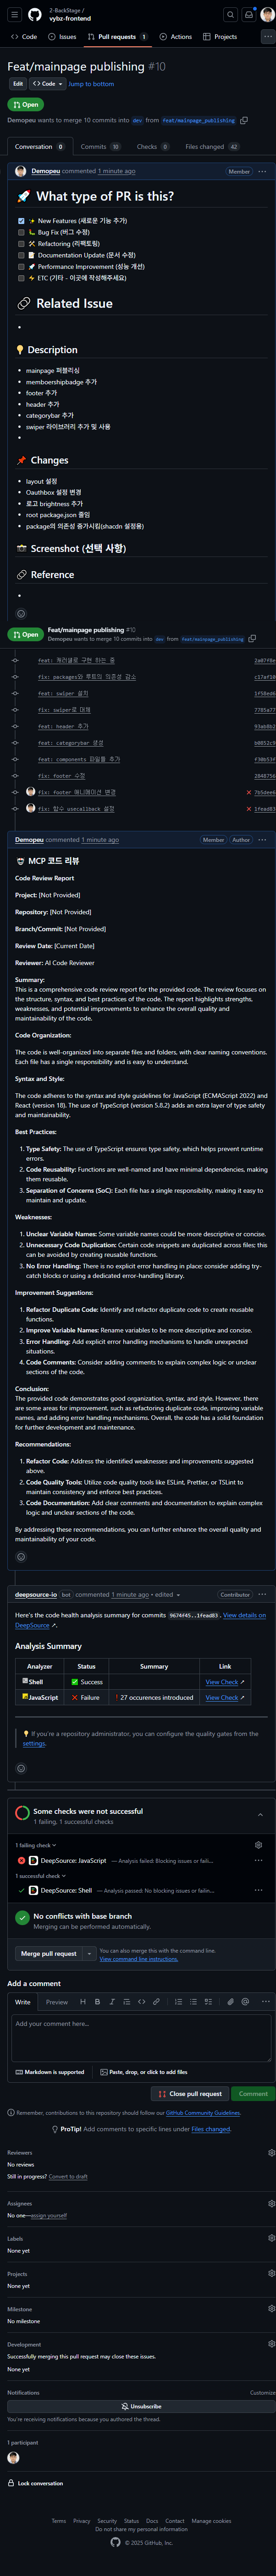 2-BackStage /
vybz-frontend
Code Issues Pull requests 1 Actions Projects
Feat/mainpage publishing #10
Edit Code Jump to bottom
Open
Demopeu wants to merge 10 commits into dev from feat/mainpage_publishing
Conversation 0 Commits 10 Checks 0 Files changed 42
Demopeu commented 1 minute ago Member
🚀 What type of PR is this?
✨ New Features (새로운 기능 추가)
🐛 Bug Fix (버그 수정)
🛠 Refactoring (리팩토링)
📝 Documentation Update (문서 수정)
🚀 Performance Improvement (성능 개선)
⚡ ETC (기타 - 이곳에 작성해주세요)
🔗 Related Issue
•
💡 Description
• mainpage 퍼블리싱
• memboershipbadge 추가
• footer 추가
• header 추가
• categorybar 추가
• swiper 라이브러리 추가 및 사용
•
📌 Changes
• layout 설정
• Oauthbox 설정 변경
• 로고 brightness 추가
• root package.json 줄임
• package의 의존성 증가시킴(shacdn 설정용)
📸 Screenshot (선택 사항)
🔗 Reference
•
Open Feat/mainpage publishing #10
Demopeu wants to merge 10 commits into dev from feat/mainpage_publishing
feat: 캐러셀로 구현 하는 중 2a07f8e
fix: packages와 루트의 의존성 감소 c17af10
feat: swiper 설치 1f58ed6
fix: swiper로 대체 7785a77
feat: header 추가 93ab8b2
feat: categorybar 생성 b0852c9
feat: components 파일들 추가 f30b53f
fix: footer 수정 2848756
fix: footer 애니메이션 변경 7b5dee6
fix: 함수 usecallback 설정 1fead83
Demopeu commented 1 minute ago Member Author
MCP 코드 리뷰
Code Review Report
Project: [Not Provided]
Repository: [Not Provided]
Branch/Commit: [Not Provided]
Review Date: [Current Date]
Reviewer: AI Code Reviewer
Summary:
This is a comprehensive code review report for the provided code. The review focuses on
the structure, syntax, and best practices of the code. The report highlights strengths,
weaknesses, and potential improvements to enhance the overall quality and
maintainability of the code.
Code Organization:
The code is well-organized into separate files and folders, with clear naming conventions.
Each file has a single responsibility and is easy to understand.
Syntax and Style:
The code adheres to the syntax and style guidelines for JavaScript (ECMAScript 2022) and
React (version 18). The use of TypeScript (version 5.8.2) adds an extra layer of type safety
and maintainability.
Best Practices:
1. Type Safety: The use of TypeScript ensures type safety, which helps prevent runtime
errors.
2. Code Reusability: Functions are well-named and have minimal dependencies, making
them reusable.
3. Separation of Concerns (SoC): Each file has a single responsibility, making it easy to
maintain and update.
Weaknesses:
1. Unclear Variable Names: Some variable names could be more descriptive or concise.
2. Unnecessary Code Duplication: Certain code snippets are duplicated across files; this
can be avoided by creating reusable functions.
3. No Error Handling: There is no explicit error handling in place; consider adding try-
catch blocks or using a dedicated error-handling library.
Improvement Suggestions:
1. Refactor Duplicate Code: Identify and refactor duplicate code to create reusable
functions.
2. Improve Variable Names: Rename variables to be more descriptive and concise.
3. Error Handling: Add explicit error handling mechanisms to handle unexpected
situations.
4. Code Comments: Consider adding comments to explain complex logic or unclear
sections of the code.
Conclusion:
The provided code demonstrates good organization, syntax, and style. However, there
are some areas for improvement, such as refactoring duplicate code, improving variable
names, and adding error handling mechanisms. Overall, the code has a solid foundation
for further development and maintenance.
Recommendations:
1. Refactor Code: Address the identified weaknesses and improvements suggested
above.
2. Code Quality Tools: Utilize code quality tools like ESLint, Prettier, or TSLint to
maintain consistency and enforce best practices.
3. Code Documentation: Add clear comments and documentation to explain complex
logic and unclear sections of the code.
By addressing these recommendations, you can further enhance the overall quality and
maintainability of your code.
deepsource-io bot commented 1 minute ago • edited Contributor
Here's the code health analysis summary for commits 9674f45..1fead83. View details on
DeepSource ↗.
Analysis Summary
Analyzer Status Summary Link
Shell ✅ Success View Check ↗
JavaScript ❌ Failure ❗ 27 occurences introduced View Check ↗
💡 If you're a repository administrator, you can configure the quality gates from the
settings.
Some checks were not successful
1 failing, 1 successful checks
1 failing check
DeepSource: JavaScript — Analysis failed: Blocking issues or faili...
1 successful check
DeepSource: Shell — Analysis passed: No blocking issues or failin...
No conflicts with base branch
Merging can be performed automatically.
Merge pull request You can also merge this with the command line.
View command line instructions.
Add a comment
Write Preview
Add your comment here...
Markdown is supported Paste, drop, or click to add files
Close pull request Comment
Remember, contributions to this repository should follow our GitHub Community Guidelines.
ProTip! Add comments to specific lines under Files changed.
Reviewers
No reviews
Still in progress? Convert to draft
Assignees
No one—assign yourself
Labels
None yet
Projects
None yet
Milestone
No milestone
Development
Successfully merging this pull request may close these issues.
None yet
Notifications Customize
Unsubscribe
You're receiving notifications because you authored the thread.
1 participant
Lock conversation
Terms Privacy Security Status Docs Contact Manage cookies
Do not share my personal information
© 2025 GitHub, Inc.